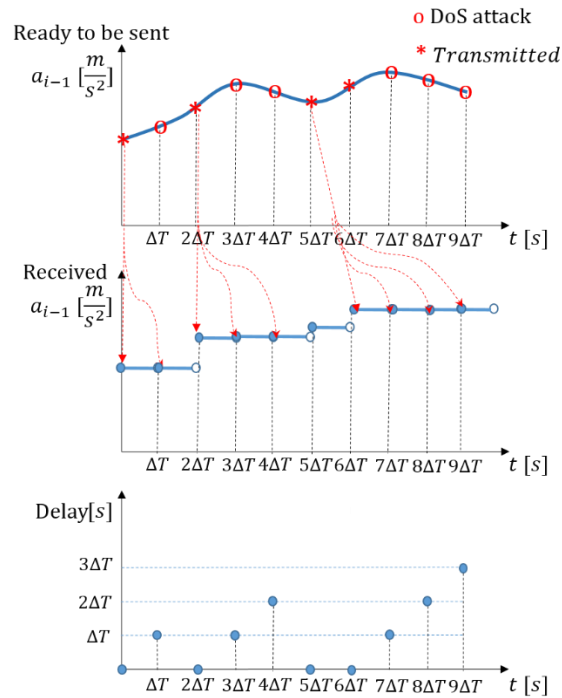 o DoS attack
* Transmitted
Ready to be sent
a_{i−1} [m/s²]
ΔT 2ΔT 3ΔT 4ΔT 5ΔT 6ΔT 7ΔT 8ΔT 9ΔT t [s]
Received
a_{i−1} [m/s²]
ΔT 2ΔT 3ΔT 4ΔT 5ΔT 6ΔT 7ΔT 8ΔT 9ΔT t [s]
Delay[s]
3ΔT
2ΔT
ΔT
ΔT 2ΔT 3ΔT 4ΔT 5ΔT 6ΔT 7ΔT 8ΔT 9ΔT t [s]